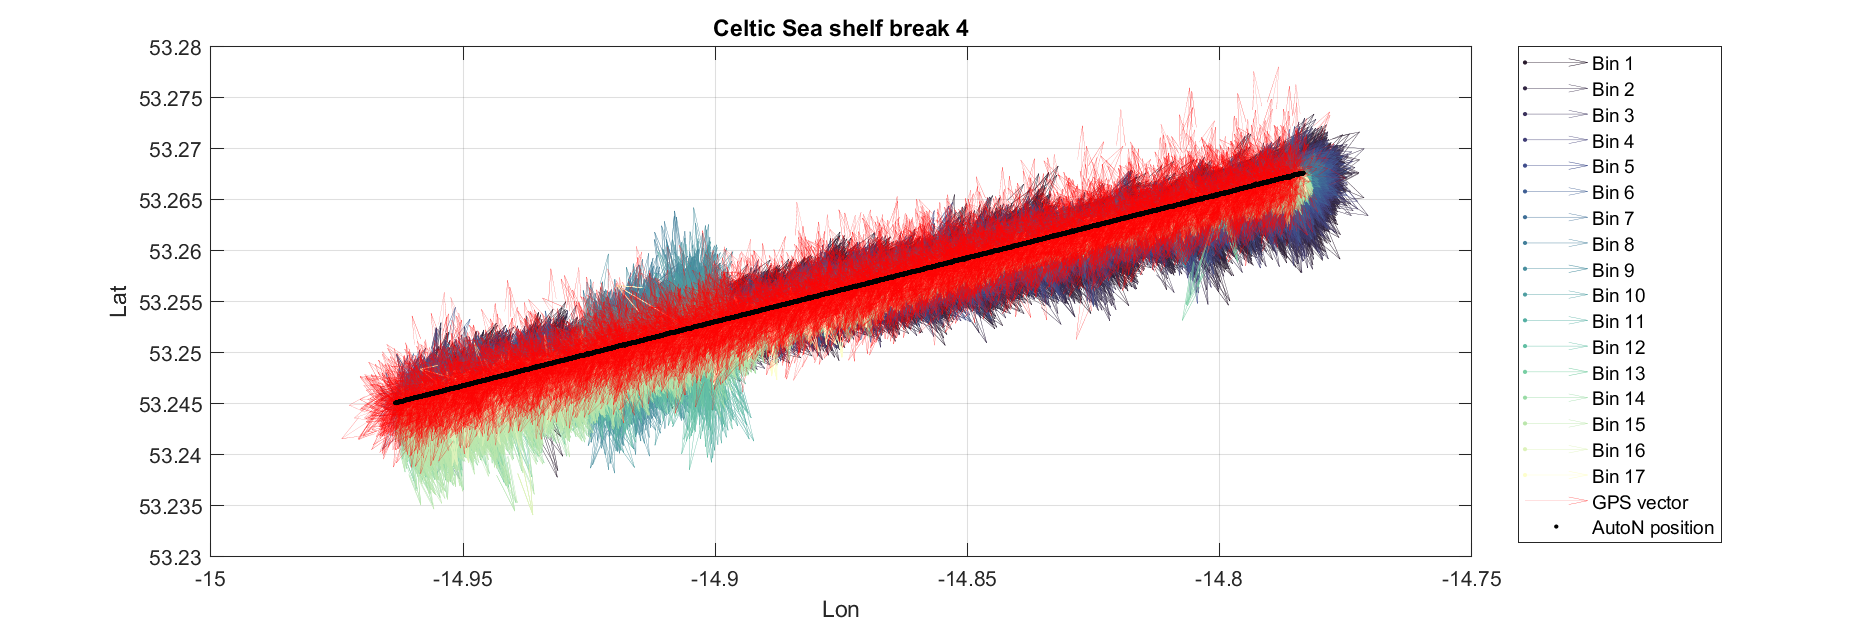 Celtic Sea shelf break 4
53.28
53.275
53.27
53.265
53.26
53.255
53.25
53.245
53.24
53.235
53.23
Lat
-15
-14.95
-14.9
-14.85
-14.8
-14.75
Lon
Bin 1
Bin 2
Bin 3
Bin 4
Bin 5
Bin 6
Bin 7
Bin 8
Bin 9
Bin 10
Bin 11
Bin 12
Bin 13
Bin 14
Bin 15
Bin 16
Bin 17
GPS vector
AutoN position